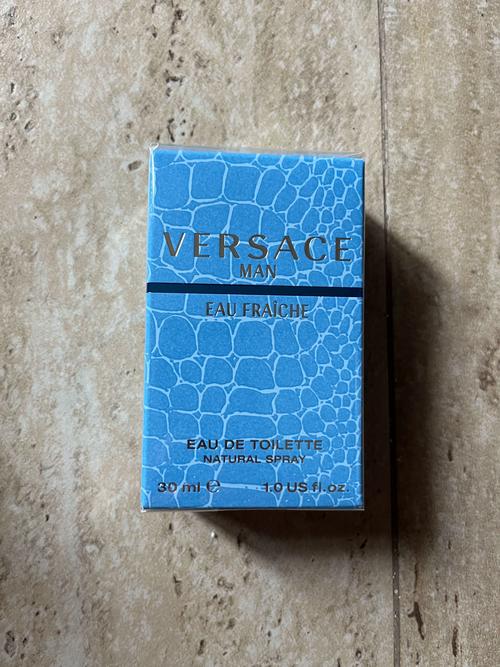 VERSACE
MAN
EAU FRAÎCHE
EAU DE TOILETTE
NATURAL SPRAY
30 ml ℮ 1.0 US fl.oz.